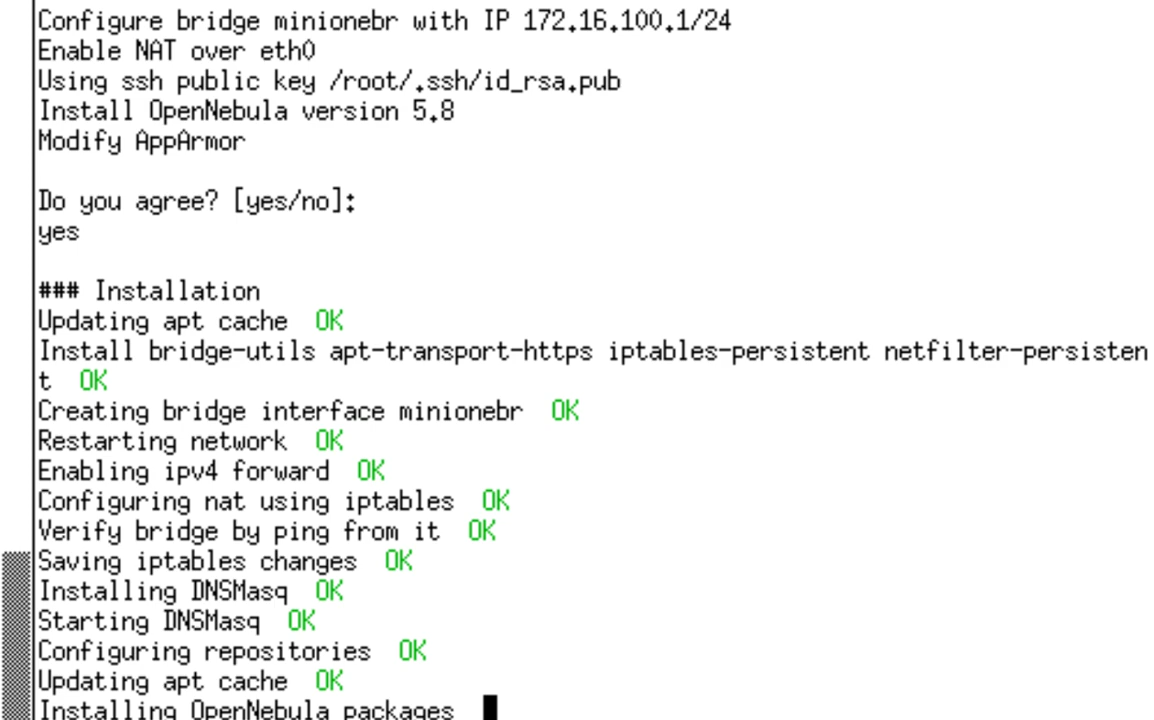 Configure bridge minionebr with IP 172.16.100.1/24
Enable NAT over eth0
Using ssh public key /root/.ssh/id_rsa.pub
Install OpenNebula version 5.8
Modify AppArmor
Do you agree? [yes/no]:
yes
### Installation
Updating apt cache  OK
Install bridge-utils apt-transport-https iptables-persistent netfilter-persisten
t  OK
Creating bridge interface minionebr  OK
Restarting network  OK
Enabling ipv4 forward  OK
Configuring nat using iptables  OK
Verify bridge by ping from it  OK
Saving iptables changes  OK
Installing DNSMasq  OK
Starting DNSMasq  OK
Configuring repositories  OK
Updating apt cache  OK
Installing OpenNebula packages